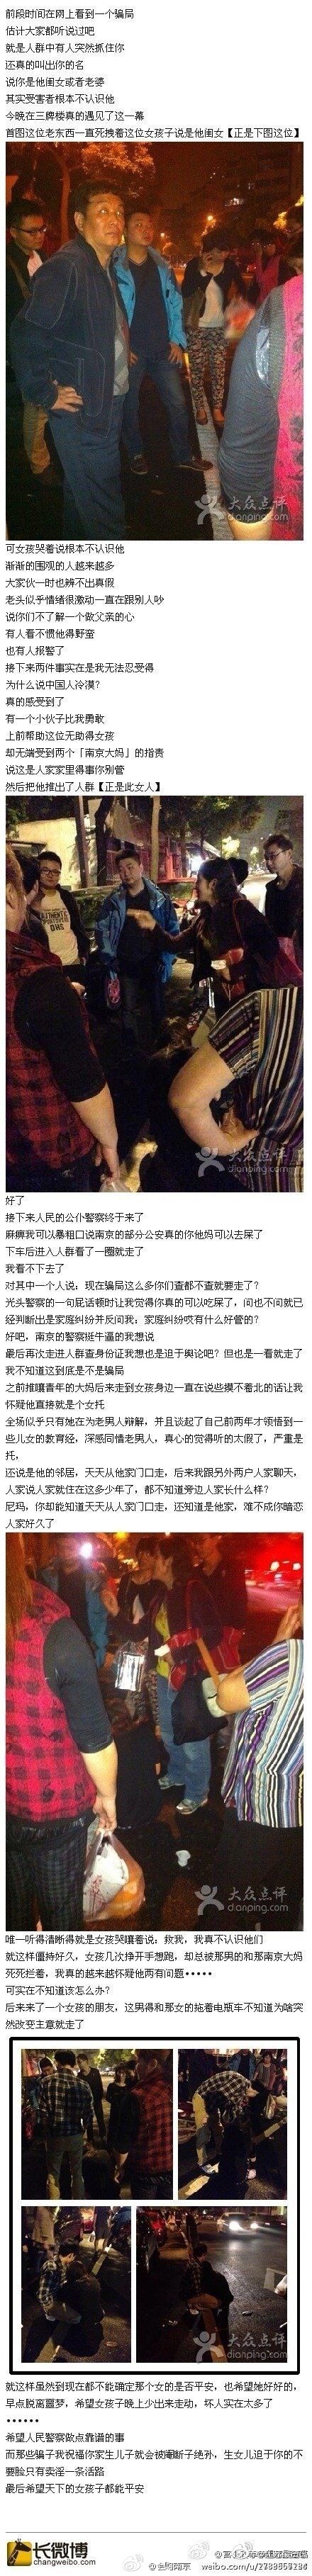 前段时间在网上看到一个骗局
估计大家都听说过吧
就是人群中有人突然抓住你
还真的叫出你的名
说你是他闺女或者老婆
其实受害者根本不认识他
今晚在三牌楼真的遇见了这一幕
首图这位老东西一直死拽着这位女孩子说是他闺女【正是下图这位】
大众点评
dianping.com
可女孩哭着说根本不认识他
渐渐的围观的人越来越多
大家伙一时也辨不出真假
老头似乎情绪很激动一直在跟别人吵
说你们不了解一个做父亲的心
有人看不惯他得野蛮
也有人报警了
接下来两件事实在是我无法忍受得
为什么说中国人冷漠?
真的感受到了
有一个小伙子比我勇敢
上前帮助这位无助得女孩
却无端受到两个「南京大妈」的指责
说这是人家家里得事你别管
然后把他推出了人群【正是此女人】
大众点评
dianping.com
好了
接下来人民的公仆警察终于来了
麻痹我可以暴粗口说南京的部分公安真的你他妈可以去屎了
下车后进入人群看了一圈就走了
我看不下去了
对其中一个人说：现在骗局这么多你们查都不查就要走了?
光头警察的一句屁话顿时让我觉得你真的可以吃屎了，问也不问就已
经判断出是家庭纠纷并反问我：家庭纠纷哎有什么好管的?
好吧，南京的警察挺牛逼的我想说
最后再次走进人群查身份证我想也是迫于舆论吧? 但也是一看就走了
我不知道这到底是不是骗局
之前推嚷青年的大妈后来走到女孩身边一直在说些摸不着北的话让我
怀疑他直接就是个女托
全场似乎只有她在为老男人辩解，并且谈起了自己前两年才领悟到一
些儿女的教育经，深感同情老男人，真心的觉得听的太假了，严重是
托，
还说是他的邻居，天天从他家门口走，后来我跟另外两户人家聊天，
人家说人家就住在这多少年了，都不知道旁边人家长什么样?
尼玛，你却能知道天天从人家门口走，还知道是他家，难不成你暗恋
人家好久了
大众点评
dianping.com
唯一听得清晰得就是女孩哭嚷着说：救我，我真不认识他们
就这样僵持好久，女孩几次挣开手想跑，却总被那男的和那南京大妈
死死拦着，我真的越来越怀疑他两有问题•••••
可实在不知道该怎么办?
后来来了一个女孩的朋友，这男得和那女的拖着电瓶车不知道为啥突
然改变主意就走了
大众点评
dianping.com
就这样虽然到现在都不能确定那个女的是否平安，也希望她好好的，
早点脱离噩梦，希望女孩子晚上少出来走动，坏人实在太多了
••••••
希望人民警察做点靠谱的事
而那些骗子我祝福你家生儿子就会被阉断子绝孙，生女儿迫于你的不
要脸只有卖淫一条活路
最后希望天下的女孩子都能平安
长微博
changweibo.com